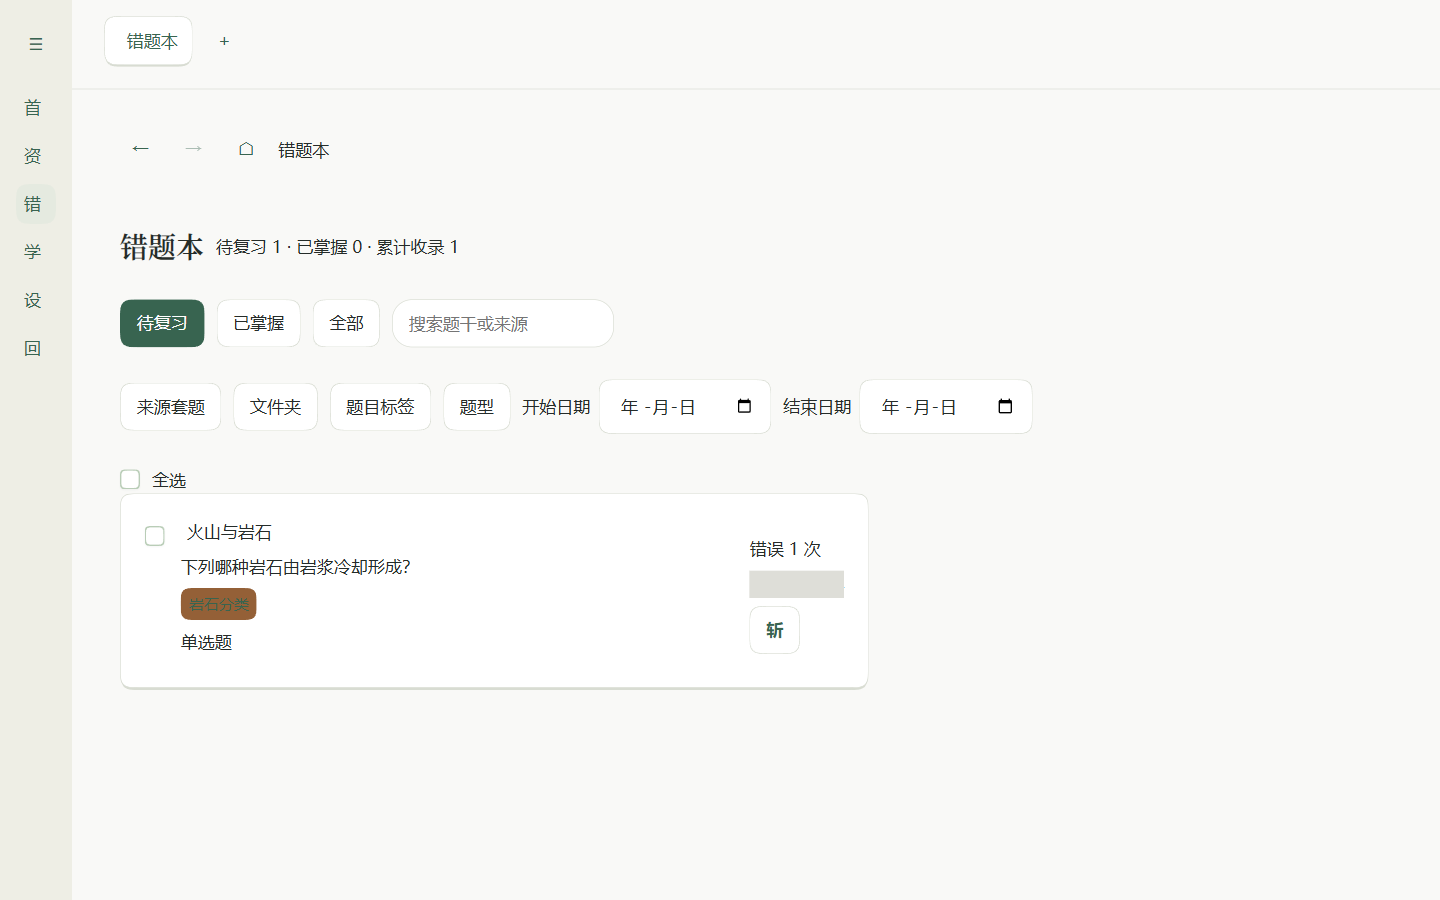 错题本 +
首
资
错
学
设
回
错题本
错题本 待复习 1 · 已掌握 0 · 累计收录 1
待复习 已掌握 全部 搜索题干或来源
来源套题 文件夹 题目标签 题型 开始日期 年 -月-日 结束日期 年 -月-日
全选
火山与岩石
下列哪种岩石由岩浆冷却形成?
岩石分类
单选题
错误 1 次
斩